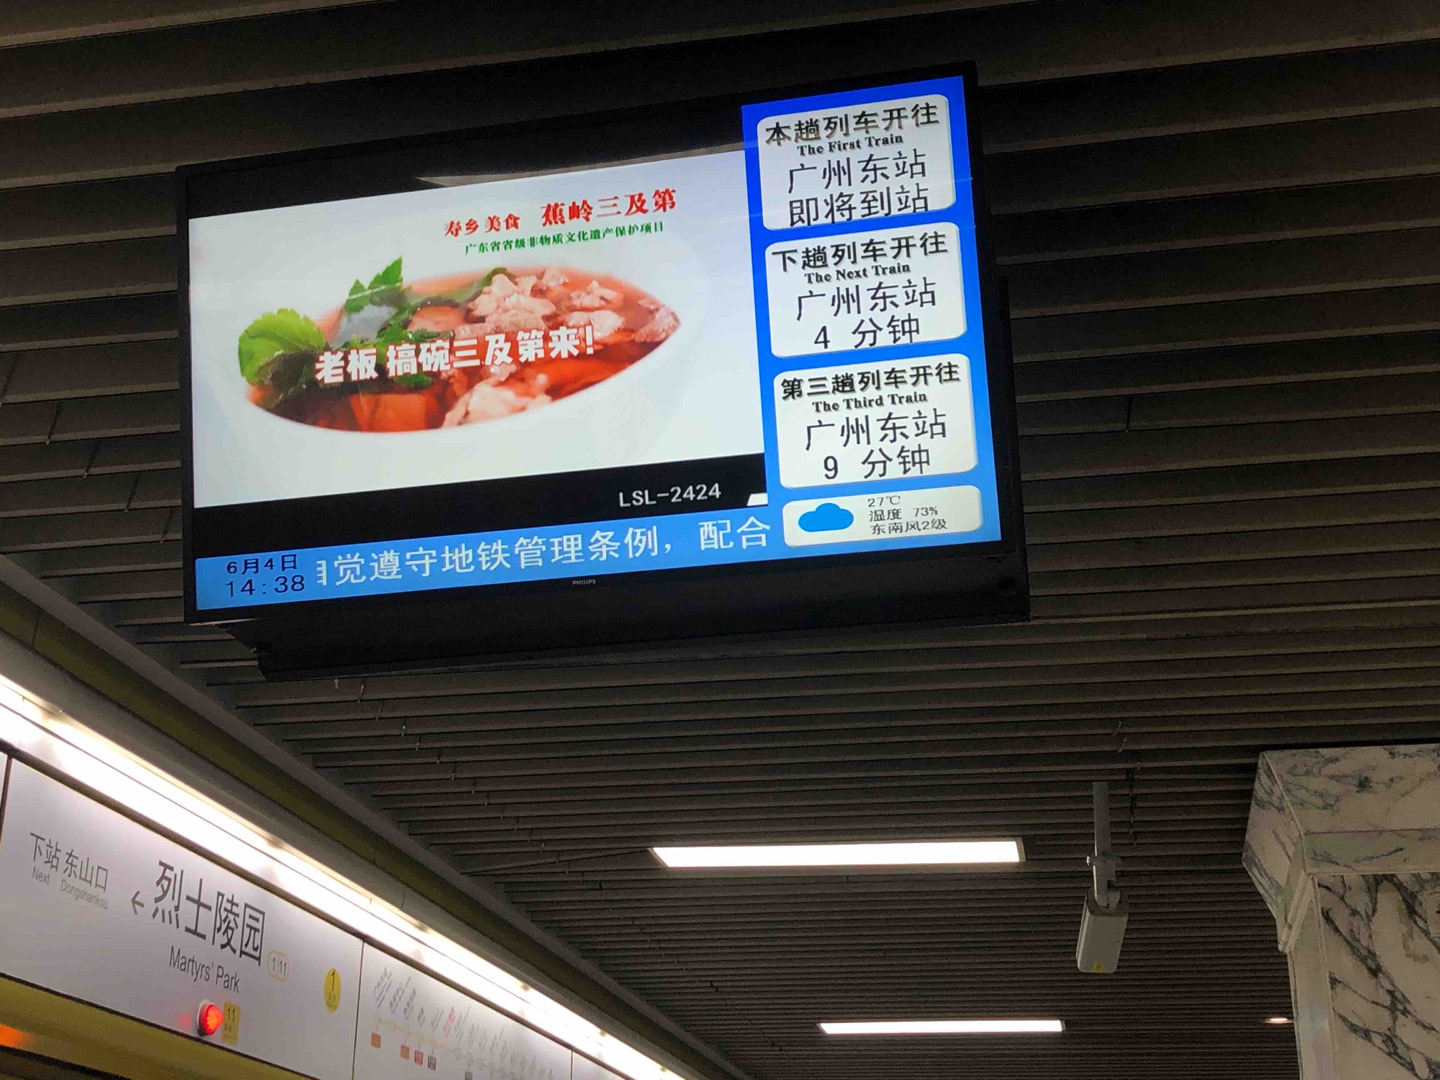 寿乡美食 蕉岭三及第
广东省省级非物质文化遗产保护项目
老板 搞碗三及第来!
LSL-2424
本趟列车开往
The First Train
广州东站
即将到站
下趟列车开往
The Next Train
广州东站
4 分钟
第三趟列车开往
The Third Train
广州东站
9 分钟
27℃
湿度 73%
东南风2级
6月4日
14:38
自觉遵守地铁管理条例，配合
PHILIPS
下站 东山口
Next Dongshankou
←
烈士陵园
Martyrs' Park
1 11
1
11